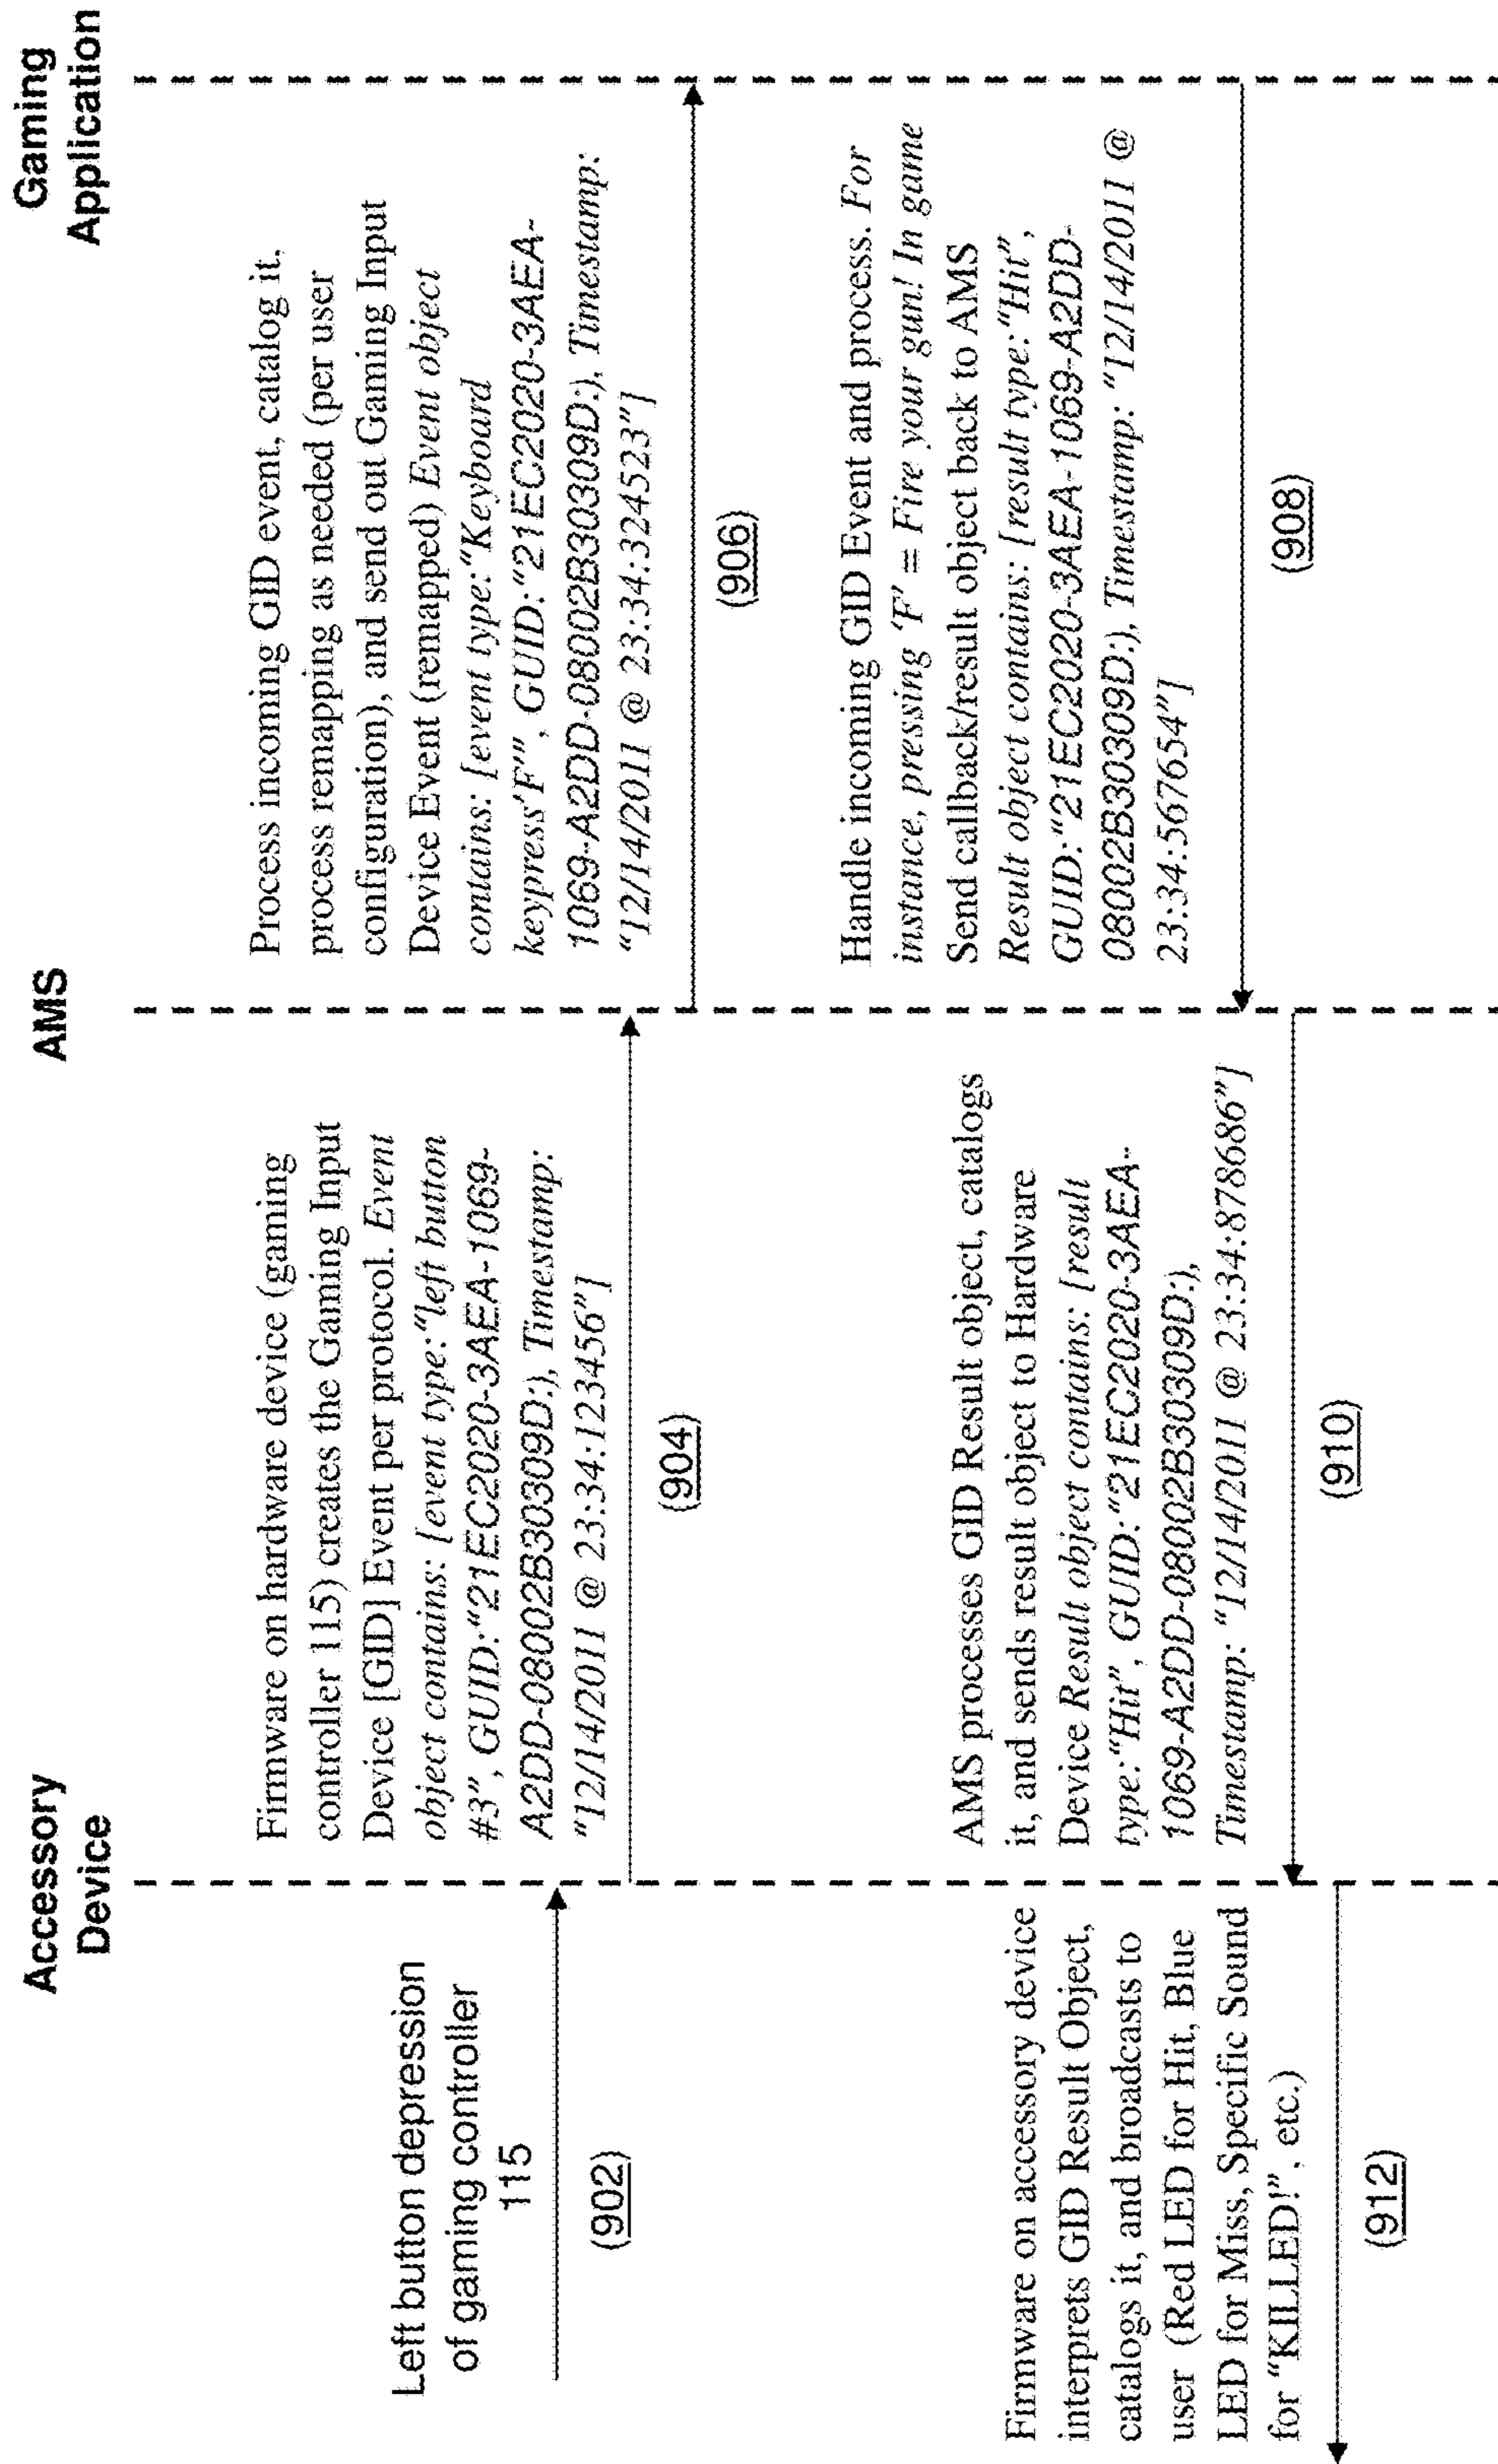 Accessory
Device
AMS
Gaming
Application
Left button depression
of gaming controller
115
(902)
Firmware on hardware device (gaming
controller 115) creates the Gaming Input
Device [GID] Event per protocol. Event
object contains: [event type:"left button
#3", GUID:"21EC2020-3AEA-1069-
A2DD-08002B30309D:), Timestamp:
"12/14/2011 @ 23:34:123456"]
(904)
Process incoming GID event, catalog it,
process remapping as needed (per user
configuration), and send out Gaming Input
Device Event (remapped) Event object
contains: [event type:"Keyboard
keypress'F'", GUID:"21EC2020-3AEA-
1069-A2DD-08002B30309D:), Timestamp:
"12/14/2011 @ 23:34:324523"]
(906)
Handle incoming GID Event and process. For
instance, pressing 'F' = Fire your gun! In game
Send callback/result object back to AMS
Result object contains: [result type:"Hit",
GUID:"21EC2020-3AEA-1069-A2DD-
08002B30309D:), Timestamp: "12/14/2011 @
23:34:567654"]
(908)
AMS processes GID Result object, catalogs
it, and sends result object to Hardware
Device Result object contains: [result
type:"Hit", GUID:"21EC2020-3AEA-
1069-A2DD-08002B30309D:),
Timestamp: "12/14/2011 @ 23:34:878686"]
(910)
Firmware on accessory device
interprets GID Result Object,
catalogs it, and broadcasts to
user (Red LED for Hit, Blue
LED for Miss, Specific Sound
for "KILLED!", etc.)
(912)